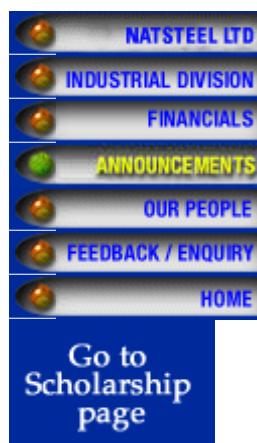 NATSTEEL LTD
INDUSTRIAL DIVISION
FINANCIALS
ANNOUNCEMENTS
OUR PEOPLE
FEEDBACK / ENQUIRY
HOME
Go to
Scholarship
page